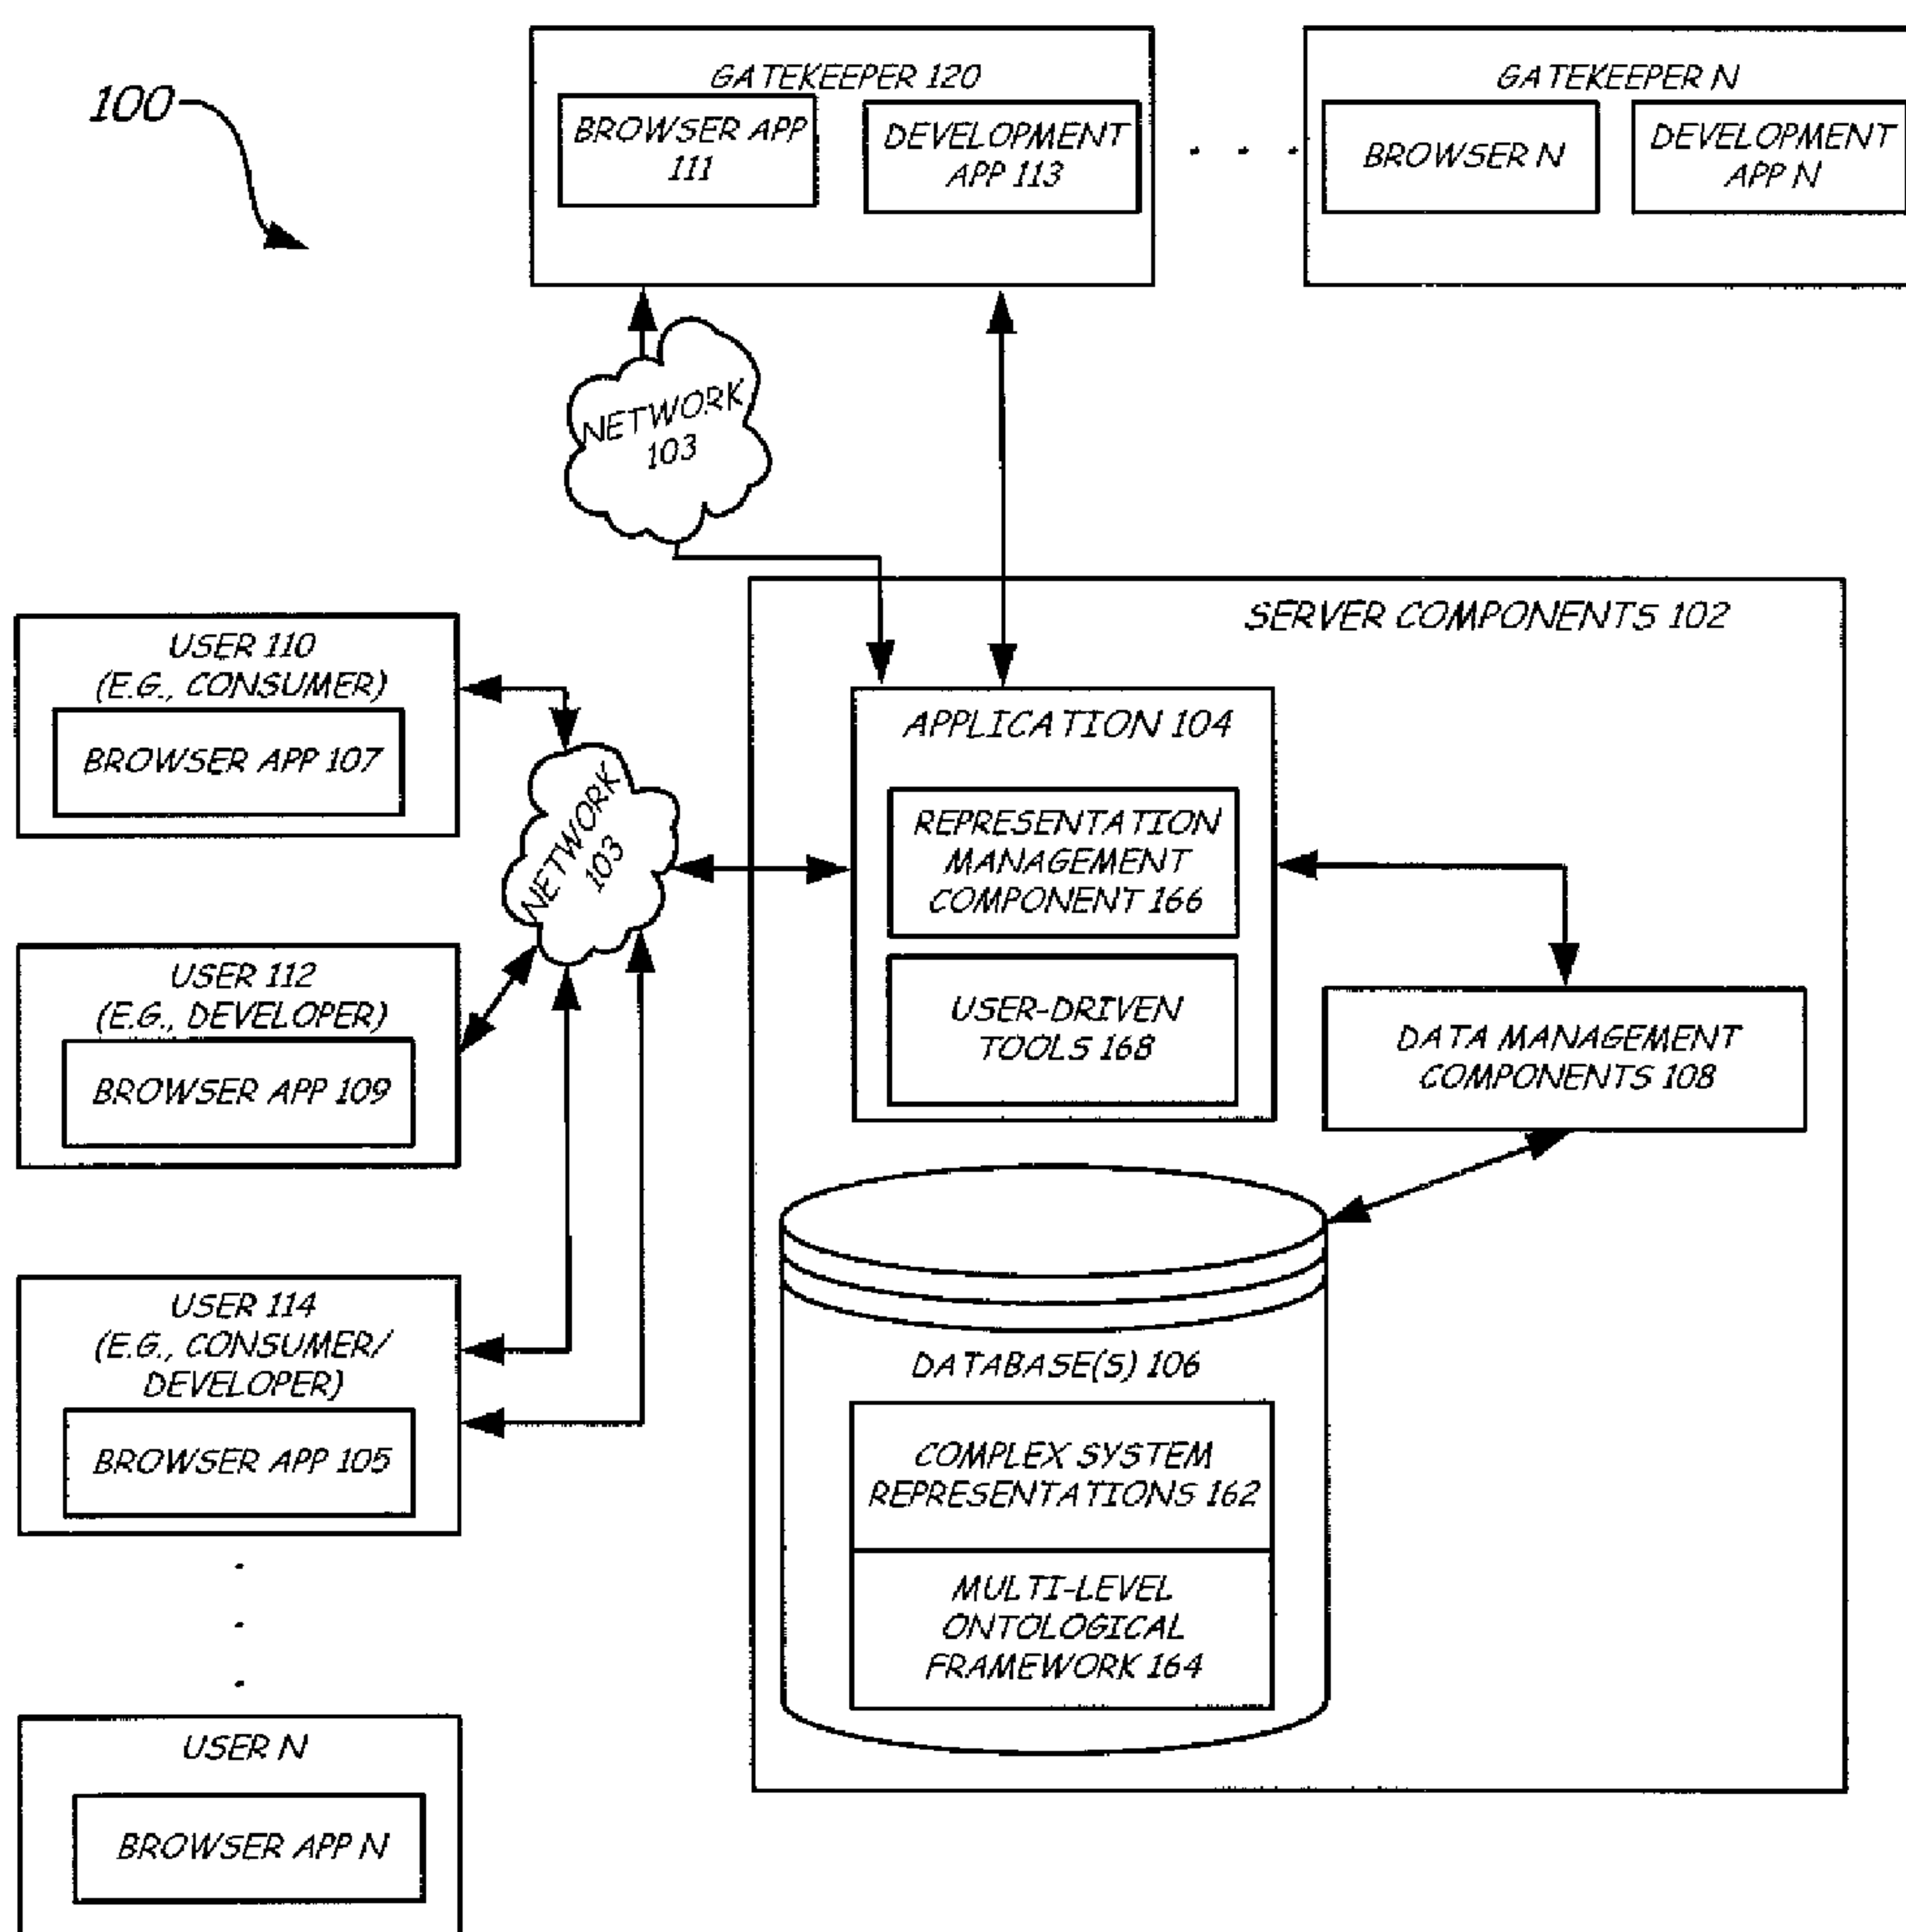 100
GATEKEEPER 120
BROWSER APP
111
DEVELOPMENT
APP 113
. . .
GATEKEEPER N
BROWSER N
DEVELOPMENT
APP N
NETWORK
103
SERVER COMPONENTS 102
USER 110
(E.G., CONSUMER)
BROWSER APP 107
NETWORK
103
APPLICATION 104
REPRESENTATION
MANAGEMENT
COMPONENT 166
USER-DRIVEN
TOOLS 168
DATA MANAGEMENT
COMPONENTS 108
USER 112
(E.G., DEVELOPER)
BROWSER APP 109
USER 114
(E.G., CONSUMER/
DEVELOPER)
BROWSER APP 105
DATABASE(S) 106
COMPLEX SYSTEM
REPRESENTATIONS 162
MULTI-LEVEL
ONTOLOGICAL
FRAMEWORK 164
USER N
BROWSER APP N